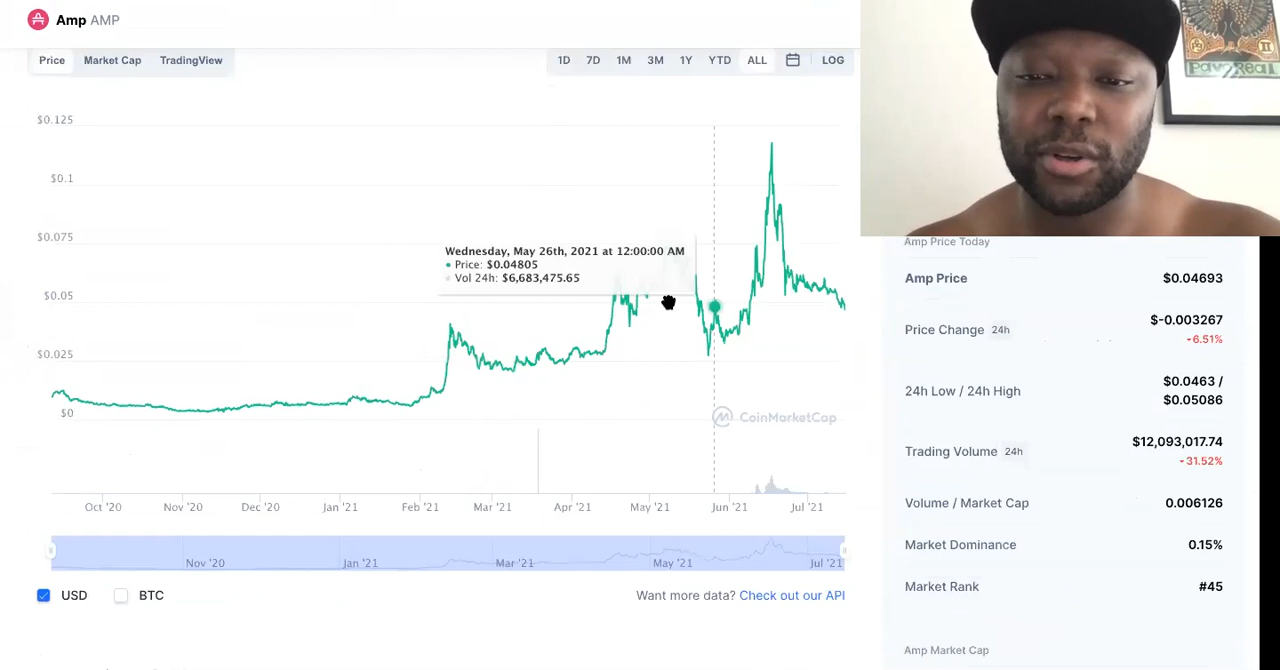 Amp AMP
Price Market Cap TradingView
1D 7D 1M 3M 1Y YTD ALL LOG
$0.125
$0.1
$0.075
$0.05
$0.025
$0
Wednesday, May 26th, 2021 at 12:00:00 AM
Price: $0.04805
Vol 24h: $6,683,475.65
CoinMarketCap
Oct '20 Nov '20 Dec '20 Jan '21 Feb '21 Mar '21 Apr '21 May '21 Jun '21 Jul '21
Nov '20 Jan '21 Mar '21 May '21 Jul '21
USD BTC
Want more data? Check out our API
PavoReal
Amp Price Today
Amp Price $0.04693
Price Change 24h $-0.003267
6.51%
24h Low / 24h High $0.0463 /
$0.05086
Trading Volume 24h $12,093,017.74
31.52%
Volume / Market Cap 0.006126
Market Dominance 0.15%
Market Rank #45
Amp Market Cap